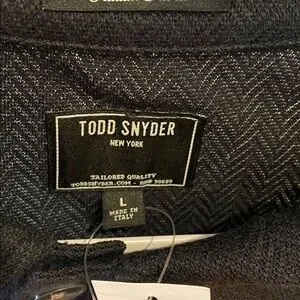 TODD SNYDER
NEW YORK
TAILORED QUALITY
TODDSNYDER.COM -
L
MADE IN
ITALY